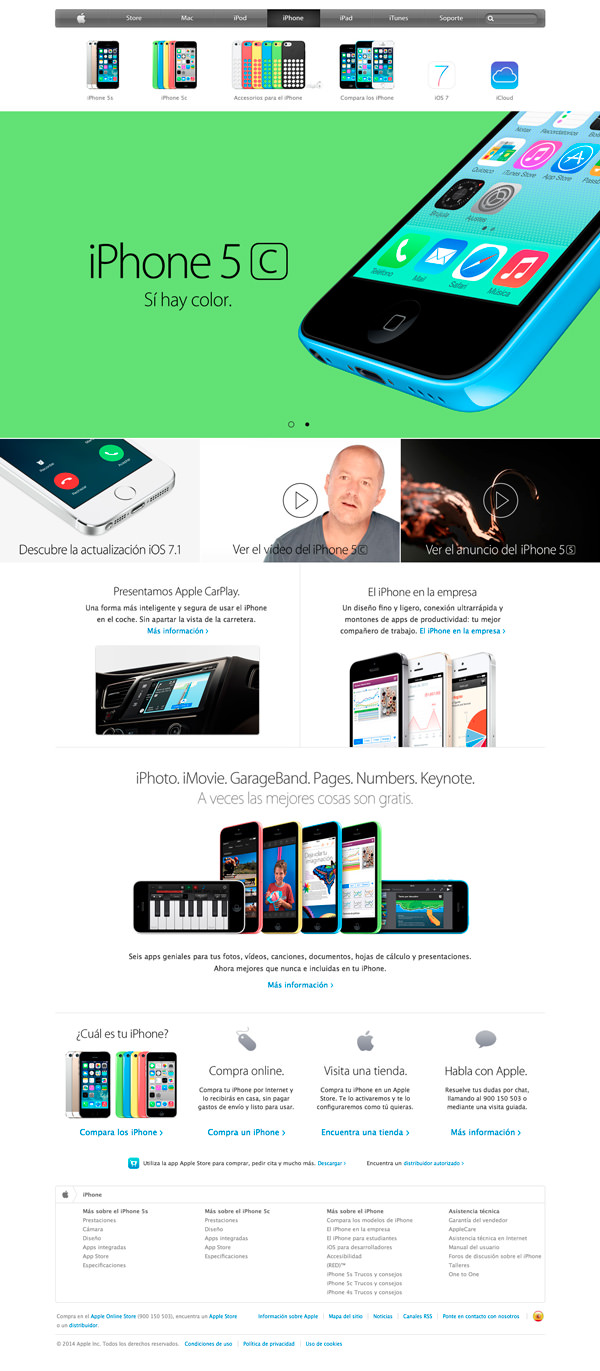 Store Mac iPod iPhone iPad iTunes Soporte
iPhone 5s iPhone 5c Accesorios para el iPhone Compara los iPhone iOS 7 iCloud
Notas Recordatorios
Quiosco iTunes Store App Store
Brújula Ajustes
Teléfono Mail Safari Música
iPhone 5 C
Sí hay color.
Descubre la actualización iOS 7.1
Ver el vídeo del iPhone 5C
Ver el anuncio del iPhone 5S
Presentamos Apple CarPlay.
Una forma más inteligente y segura de usar el iPhone
en el coche. Sin apartar la vista de la carretera.
Más información ›
El iPhone en la empresa
Un diseño fino y ligero, conexión ultrarrápida y
montones de apps de productividad: tu mejor
compañero de trabajo. El iPhone en la empresa ›
iPhoto. iMovie. GarageBand. Pages. Numbers. Keynote.
A veces las mejores cosas son gratis.
Seis apps geniales para tus fotos, vídeos, canciones, documentos, hojas de cálculo y presentaciones.
Ahora mejores que nunca e incluidas en tu iPhone.
Más información ›
¿Cuál es tu iPhone?
Compara los iPhone ›
Compra online.
Compra tu iPhone por Internet y
lo recibirás en casa, sin pagar
gastos de envío y listo para usar.
Compra un iPhone ›
Visita una tienda.
Compra tu iPhone en un Apple
Store. Te lo activaremos y te lo
configuraremos como tú quieras.
Encuentra una tienda ›
Habla con Apple.
Resuelve tus dudas por chat,
llamando al 900 150 503 o
mediante una visita guiada.
Más información ›
Utiliza la app Apple Store para comprar, pedir cita y mucho más. Descargar ›
Encuentra un distribuidor autorizado ›
iPhone
Más sobre el iPhone 5s
Prestaciones
Cámara
Diseño
Apps integradas
App Store
Especificaciones
Más sobre el iPhone 5c
Prestaciones
Diseño
Apps integradas
App Store
Especificaciones
Más sobre el iPhone
Compara los modelos de iPhone
El iPhone en la empresa
El iPhone para estudiantes
iOS para desarrolladores
Accesibilidad
(RED)™
iPhone 5s Trucos y consejos
iPhone 5c Trucos y consejos
iPhone 4s Trucos y consejos
Asistencia técnica
Garantía del vendedor
AppleCare
Asistencia técnica en Internet
Manual del usuario
Foros de discusión sobre el iPhone
Talleres
One to One
Compra en el Apple Online Store (900 150 503), encuentra un Apple Store
o un distribuidor.
Información sobre Apple Mapa del sitio Noticias Canales RSS Ponte en contacto con nosotros
© 2014 Apple Inc. Todos los derechos reservados. Condiciones de uso Política de privacidad Uso de cookies